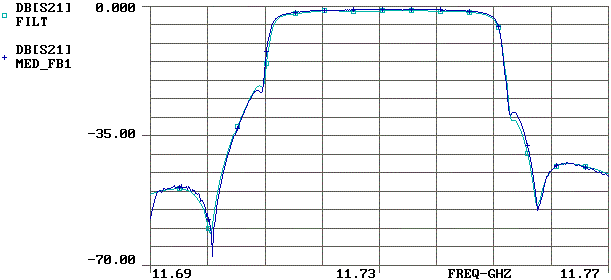 DB[S21]
FILT
DB[S21]
MED_FB1
0.000
-35.00
-70.00
11.69
11.73
FREQ-GHZ
11.77